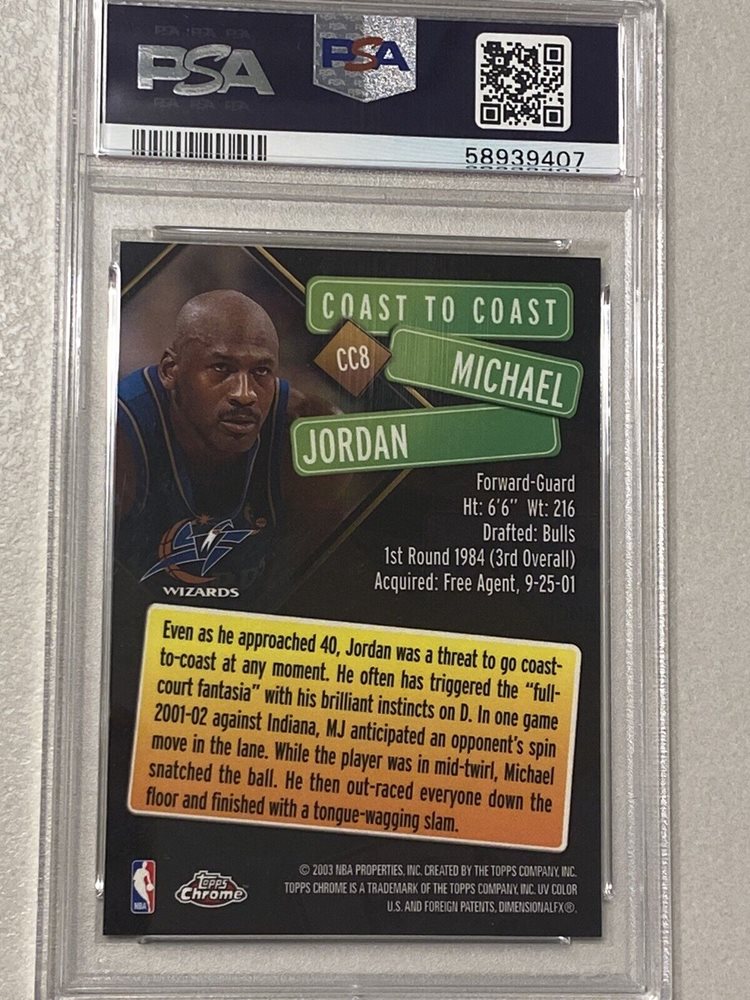 PSA
PSA
58939407
COAST TO COAST
CC8
MICHAEL
JORDAN
Forward-Guard
Ht: 6'6" Wt: 216
Drafted: Bulls
1st Round 1984 (3rd Overall)
Acquired: Free Agent, 9-25-01
WIZARDS
Even as he approached 40, Jordan was a threat to go coast-
to-coast at any moment. He often has triggered the "full-
court fantasia" with his brilliant instincts on D. In one game
2001-02 against Indiana, MJ anticipated an opponent's spin
move in the lane. While the player was in mid-twirl, Michael
snatched the ball. He then out-raced everyone down the
floor and finished with a tongue-wagging slam.
NBA
Topps
Chrome
© 2003 NBA PROPERTIES, INC. CREATED BY THE TOPPS COMPANY, INC.
TOPPS CHROME IS A TRADEMARK OF THE TOPPS COMPANY, INC. UV COLOR
U.S. AND FOREIGN PATENTS, DIMENSIONALFX®.